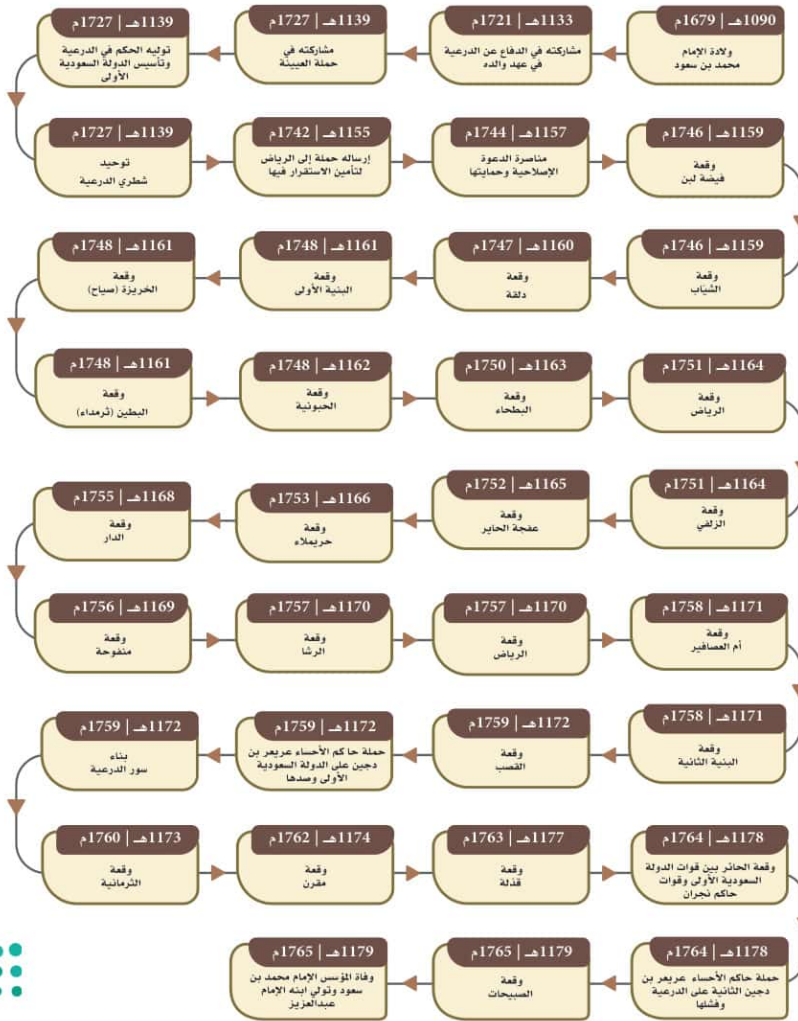 1090هـ | 1679م
ولادة الإمام
محمد بن سعود
1133هـ | 1721م
مشاركته في الدفاع عن الدرعية
في عهد والده
1139هـ | 1727م
مشاركته في
حملة العيينة
1139هـ | 1727م
توليه الحكم في الدرعية
وتأسيس الدولة السعودية
الأولى
1139هـ | 1727م
توحيد
شطري الدرعية
1155هـ | 1742م
إرساله حملة إلى الرياض
لتأمين الاستقرار فيها
1157هـ | 1744م
مناصرة الدعوة
الإصلاحية وحمايتها
1159هـ | 1746م
وقعة
فيضة لبن
1159هـ | 1746م
وقعة
الشيّاب
1160هـ | 1747م
وقعة
دلقة
1161هـ | 1748م
وقعة
البنية الأولى
1161هـ | 1748م
وقعة
الخريزة (صياح)
1161هـ | 1748م
وقعة
البطين (ثرمداء)
1162هـ | 1748م
وقعة
الحبونية
1163هـ | 1750م
وقعة
البطحاء
1164هـ | 1751م
وقعة
الرياض
1164هـ | 1751م
وقعة
الزلفي
1165هـ | 1752م
وقعة
عفجة الحاير
1166هـ | 1753م
وقعة
حريملاء
1168هـ | 1755م
وقعة
الدار
1169هـ | 1756م
وقعة
منفوحة
1170هـ | 1757م
وقعة
الرشا
1170هـ | 1757م
وقعة
الرياض
1171هـ | 1758م
وقعة
أم العصافير
1171هـ | 1758م
وقعة
البنية الثانية
1172هـ | 1759م
وقعة
القصب
1172هـ | 1759م
حملة حاكم الأحساء عريعر بن
دجين على الدولة السعودية
الأولى وصدها
1172هـ | 1759م
بناء
سور الدرعية
1173هـ | 1760م
وقعة
الثرمانية
1174هـ | 1762م
وقعة
مقرن
1177هـ | 1763م
وقعة
قذلة
1178هـ | 1764م
وقعة الحائر بين قوات الدولة
السعودية الأولى وقوات
حاكم نجران
1178هـ | 1764م
حملة حاكم الأحساء عريعر بن
دجين الثانية على الدرعية
وفشلها
1179هـ | 1765م
وقعة
الصبيحات
1179هـ | 1765م
وفاة المؤسس الإمام محمد بن
سعود وتولي ابنه الإمام
عبدالعزيز